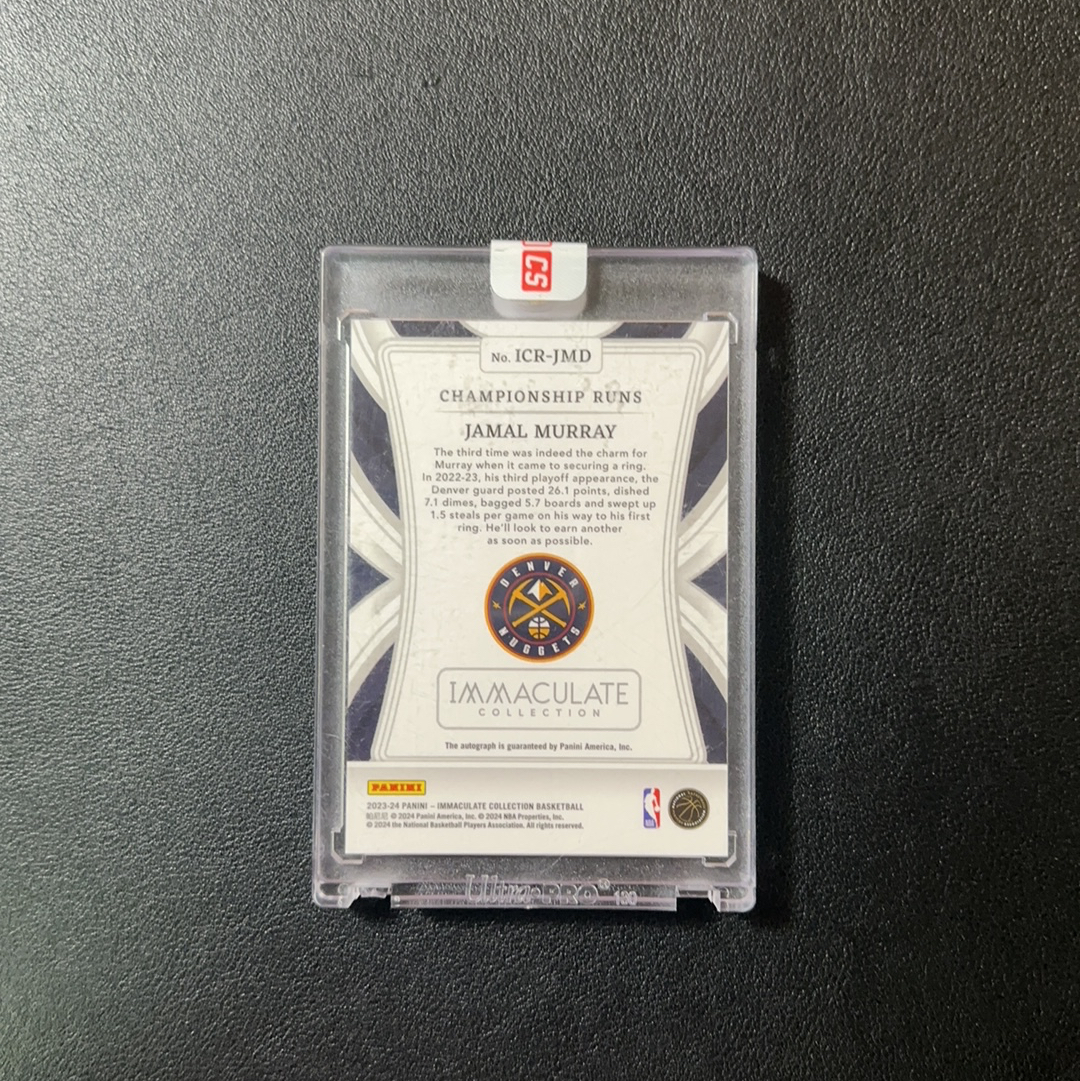 CS
No. ICR-JMD
CHAMPIONSHIP RUNS
JAMAL MURRAY
The third time was indeed the charm for
Murray when it came to securing a ring.
In 2022-23, his third playoff appearance, the
Denver guard posted 26.1 points, dished
7.1 dimes, bagged 5.7 boards and swept up
1.5 steals per game on his way to his first
ring. He'll look to earn another
as soon as possible.
DENVER
NUGGETS
IMMACULATE
COLLECTION
The autograph is guaranteed by Panini America, Inc.
PANINI
2023-24 PANINI – IMMACULATE COLLECTION BASKETBALL
© 2024 Panini America, Inc. © 2024 NBA Properties, Inc.
© 2024 the National Basketball Players Association. All rights reserved.
Ultra PRO®